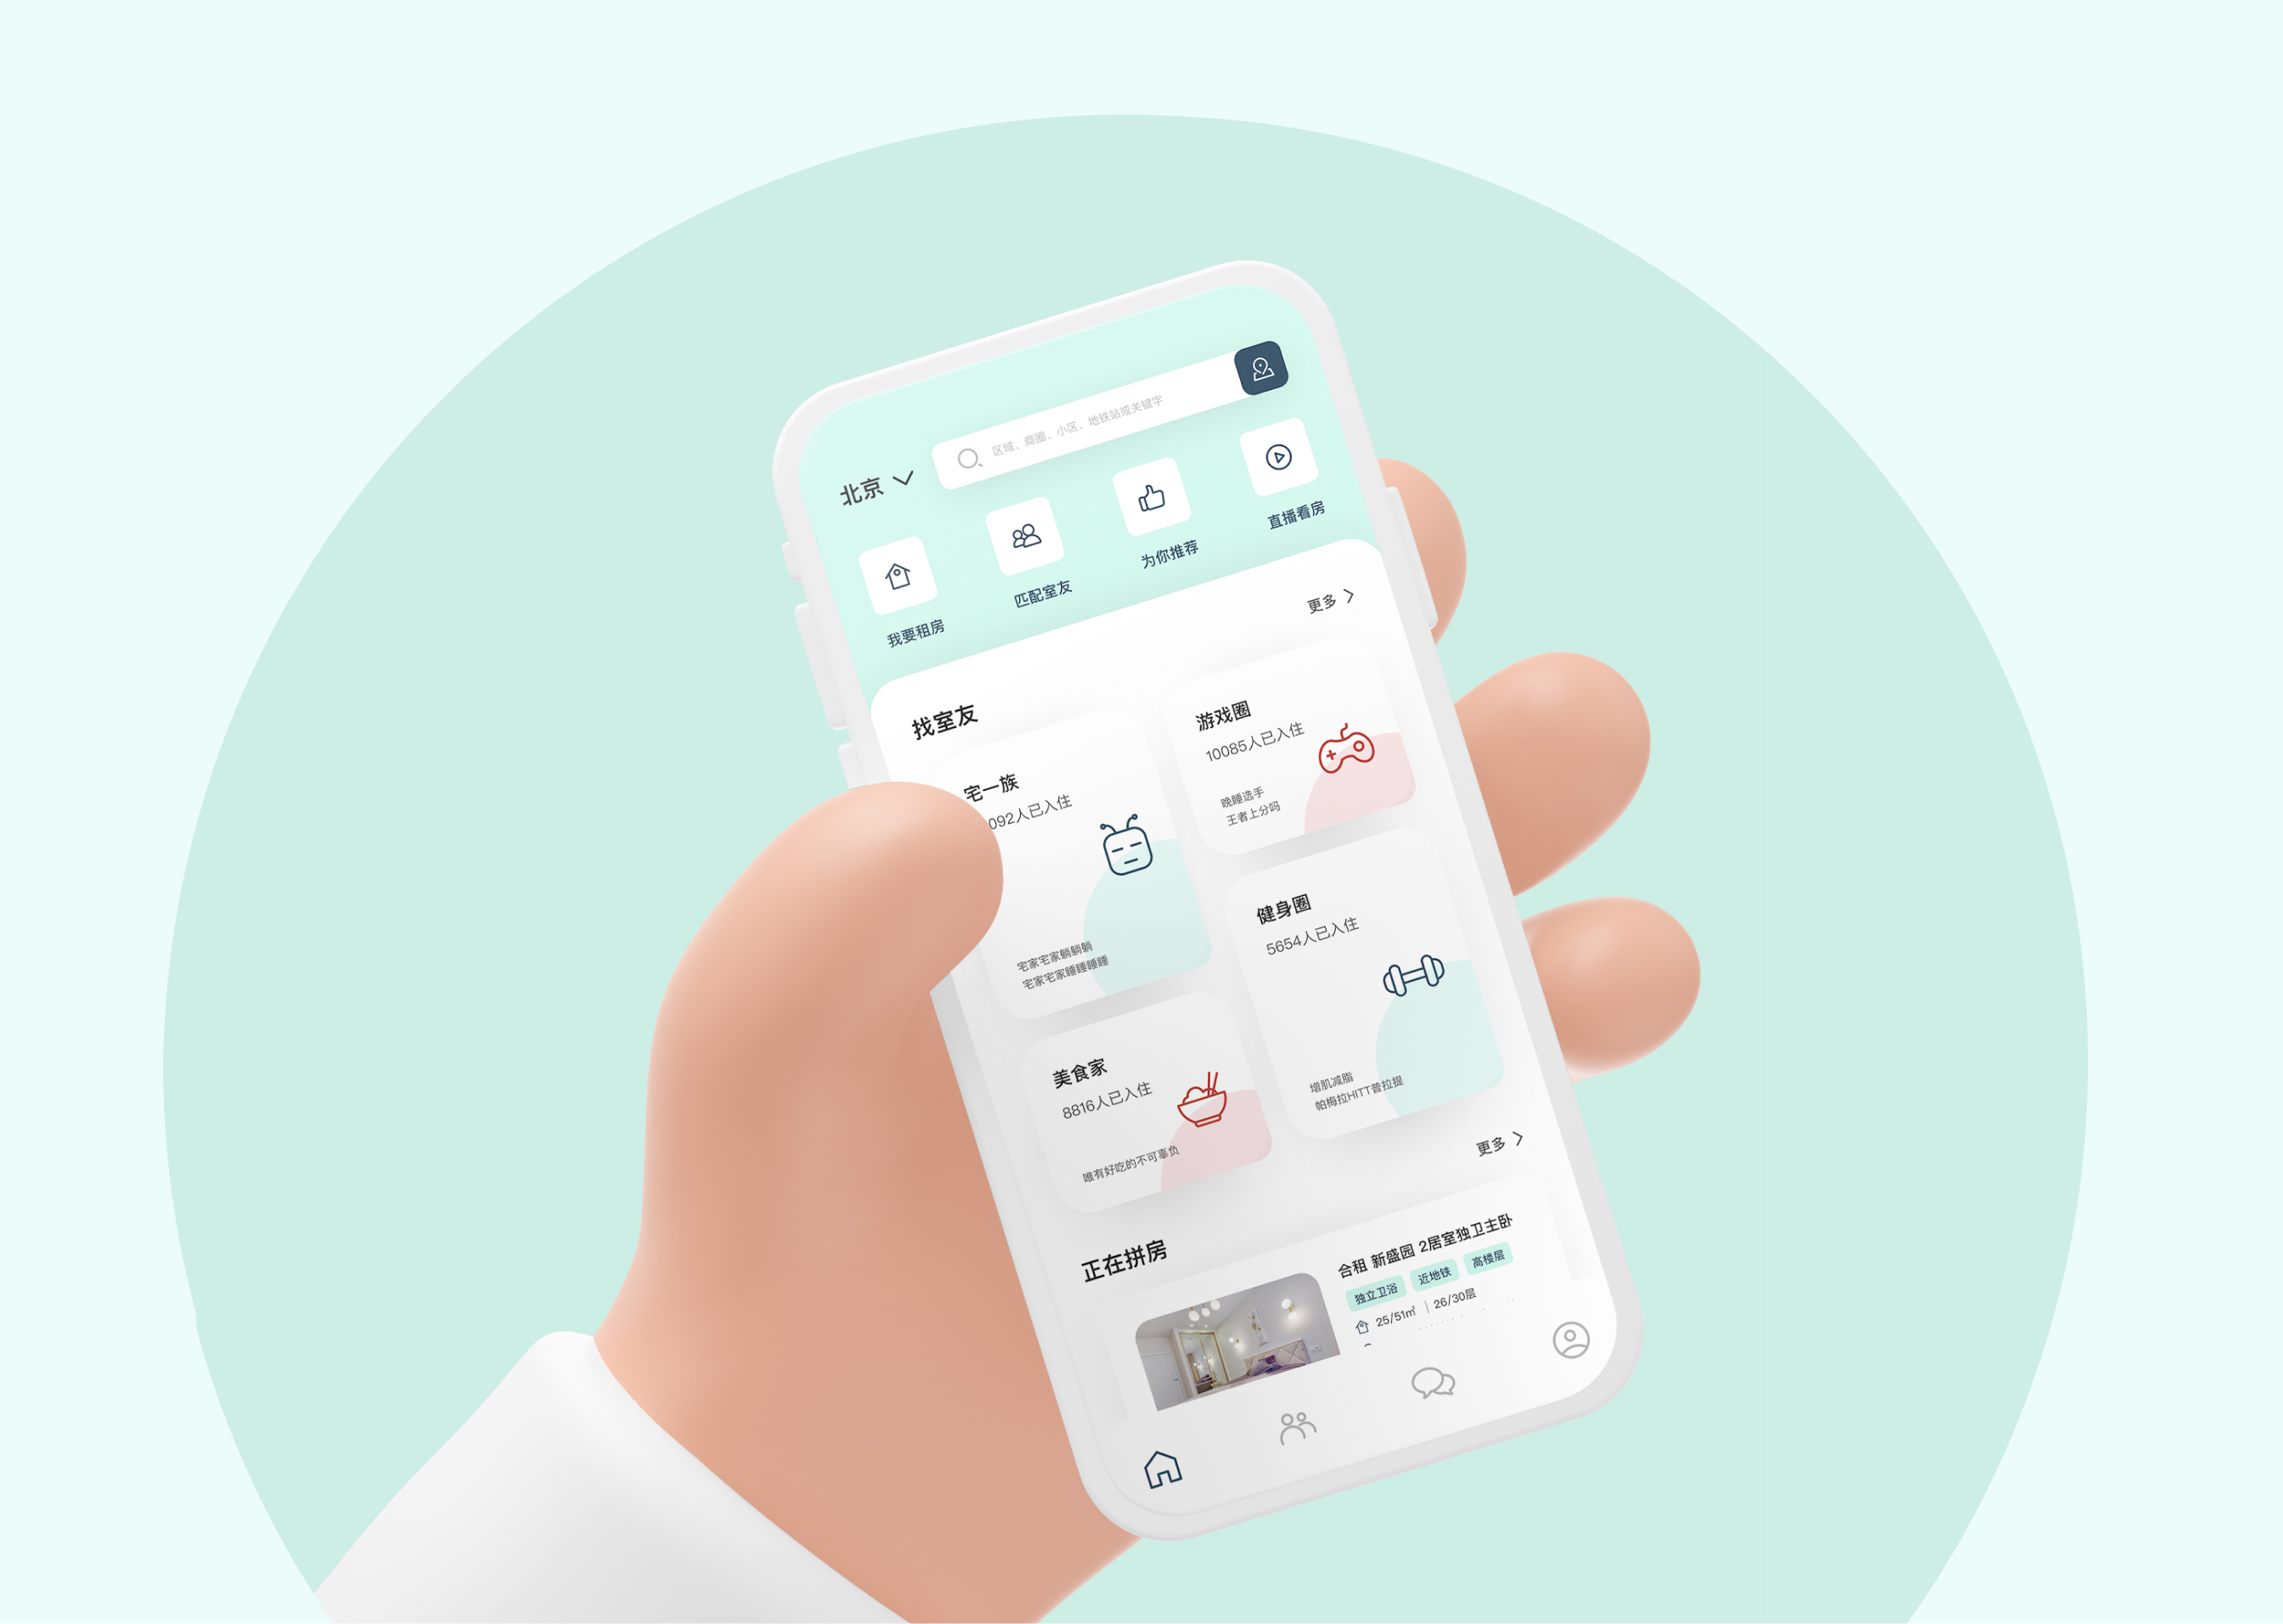 北京
区域、商圈、小区、地铁站或关键字
我要租房
匹配室友
为你推荐
直播看房
找室友
更多
宅一族
092人已入住
宅家宅家躺躺躺
宅家宅家睡睡睡睡
游戏圈
10085人已入住
晚睡选手
王者上分吗
美食家
8816人已入住
唯有好吃的不可辜负
健身圈
5654人已入住
增肌减脂
帕梅拉HITT普拉提
正在拼房
更多
合租 新盛园 2居室独卫主卧
独立卫浴 近地铁 高楼层
25/51㎡ | 26/30层